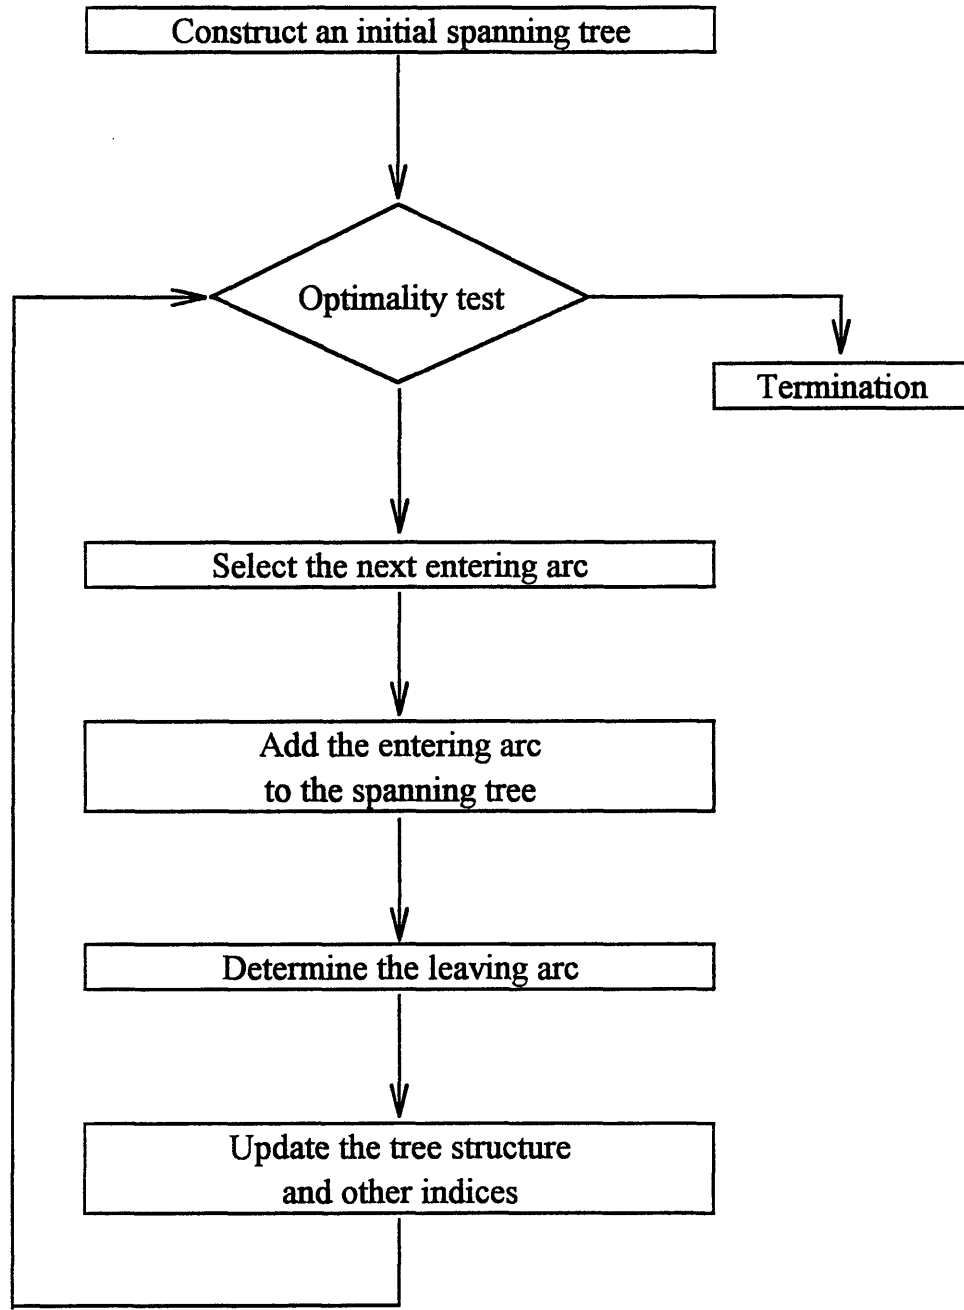 Construct an initial spanning tree
Optimality test
Termination
Select the next entering arc
Add the entering arc
to the spanning tree
Determine the leaving arc
Update the tree structure
and other indices